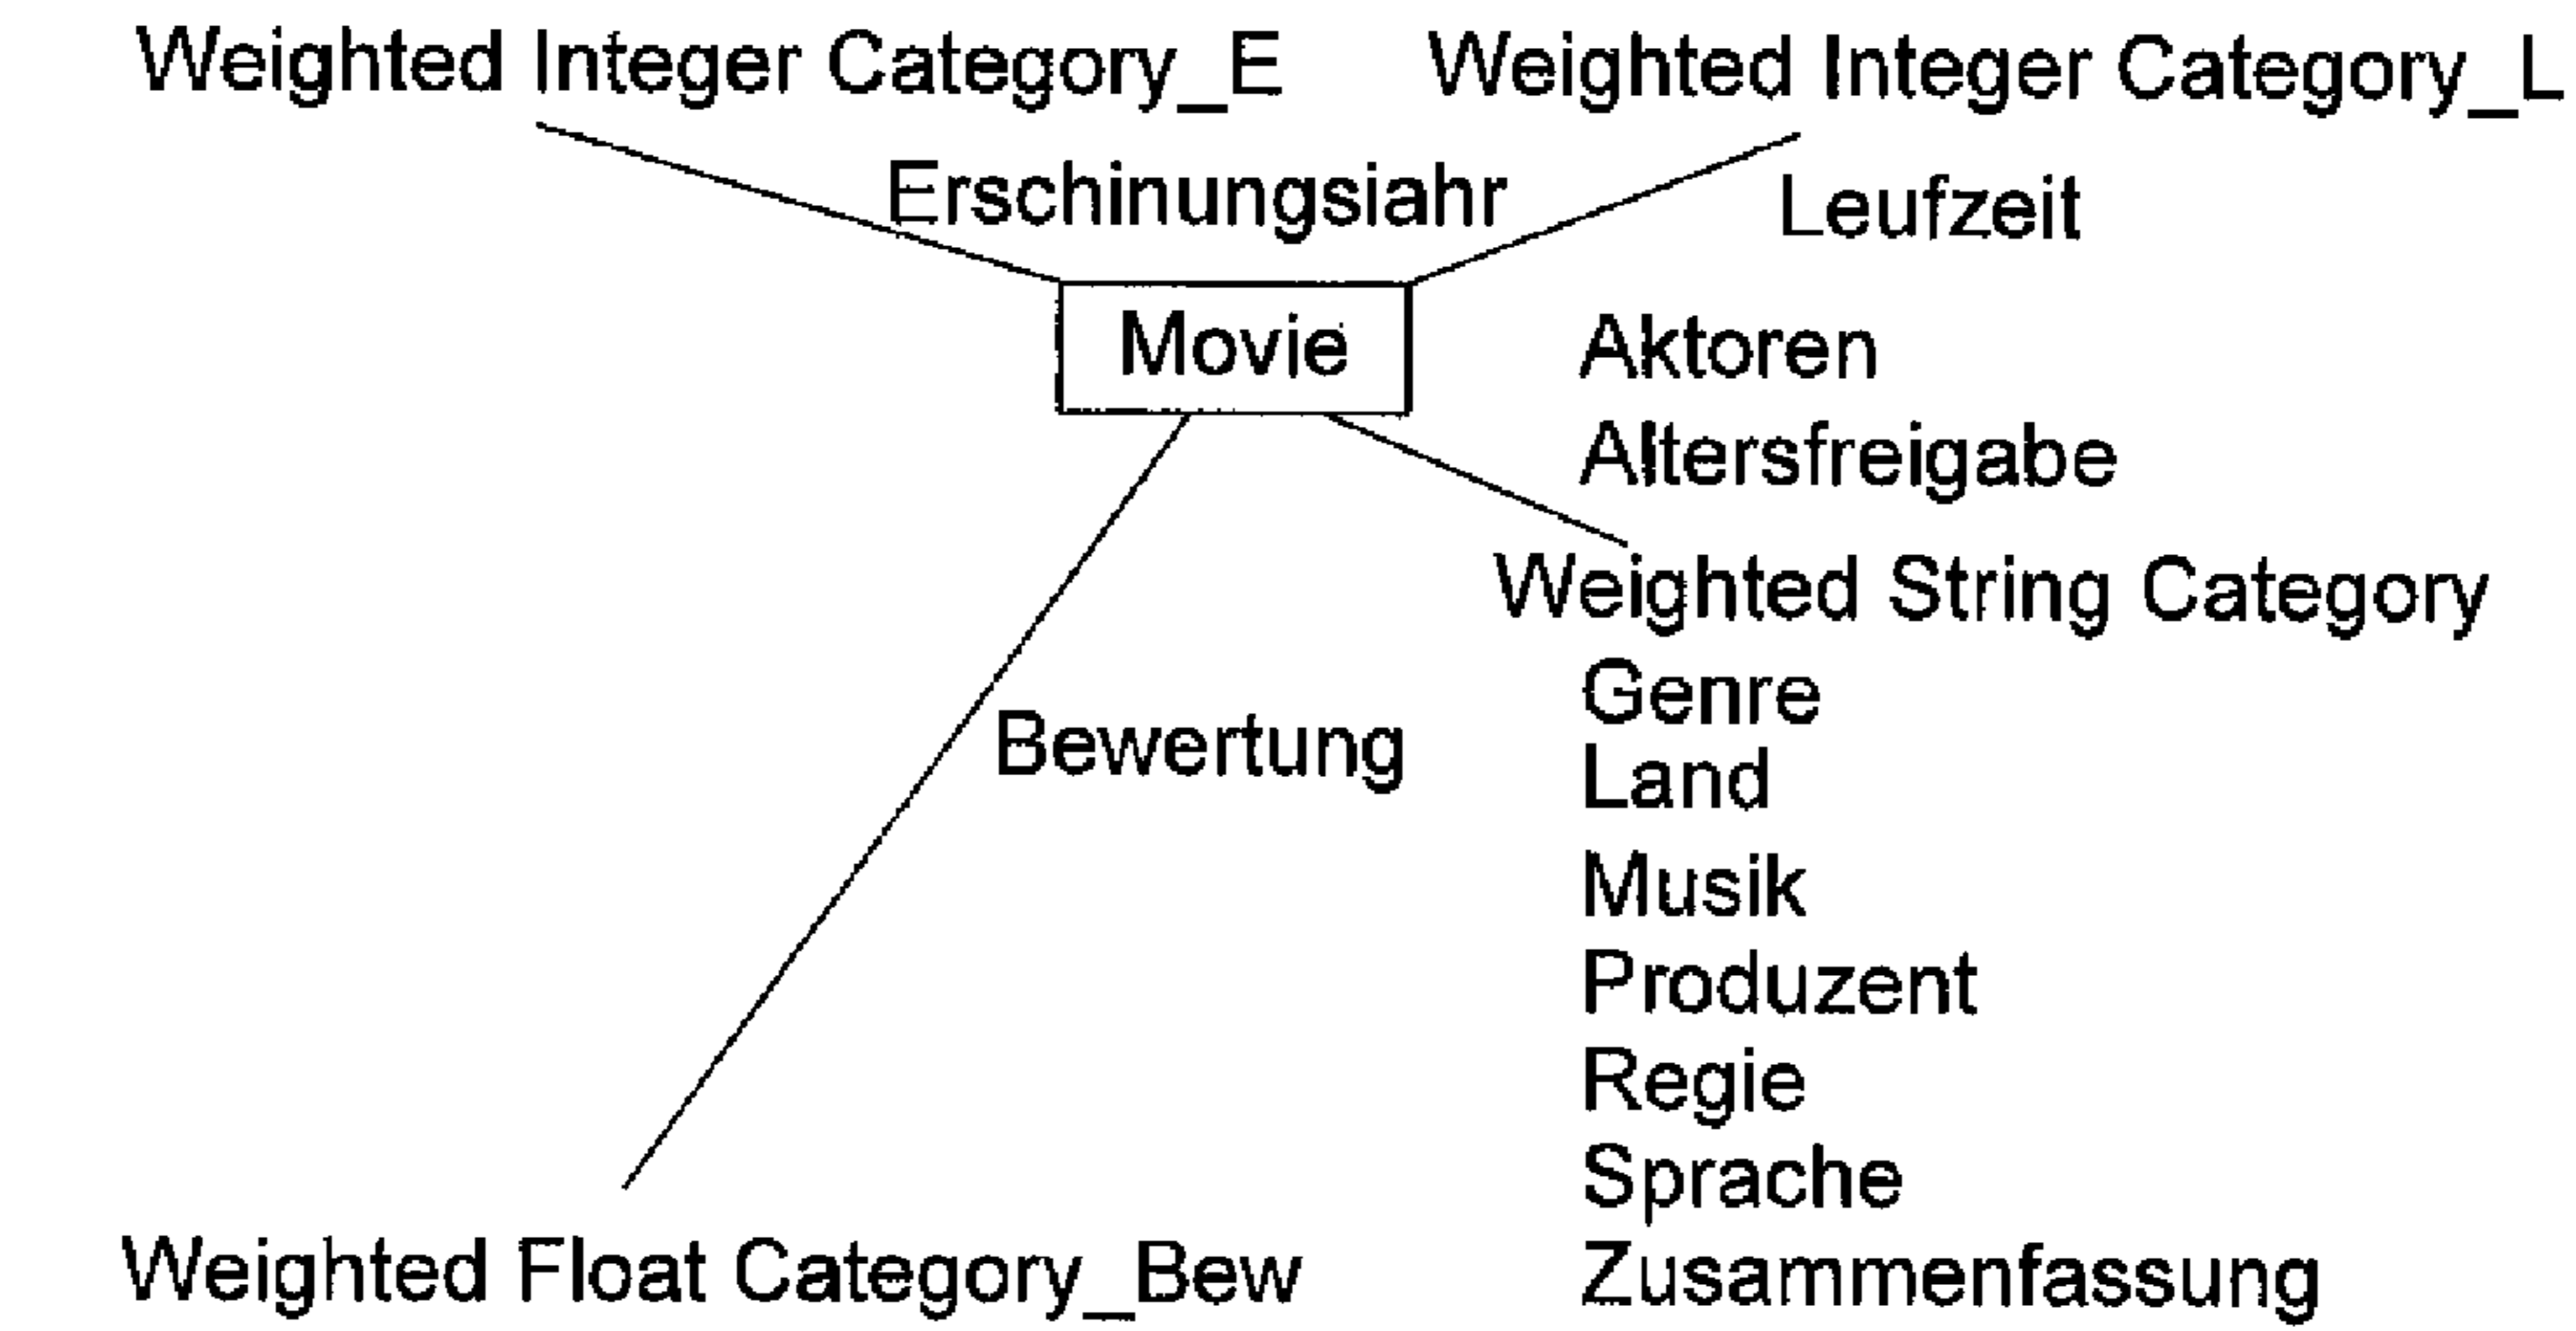 Weighted Integer Category_E
Weighted Integer Category_L
Erschinungsiahr
Leufzeit
Movie
Aktoren
Altersfreigabe
Weighted String Category
Genre
Bewertung
Land
Musik
Produzent
Regie
Sprache
Weighted Float Category_Bew
Zusammenfassung